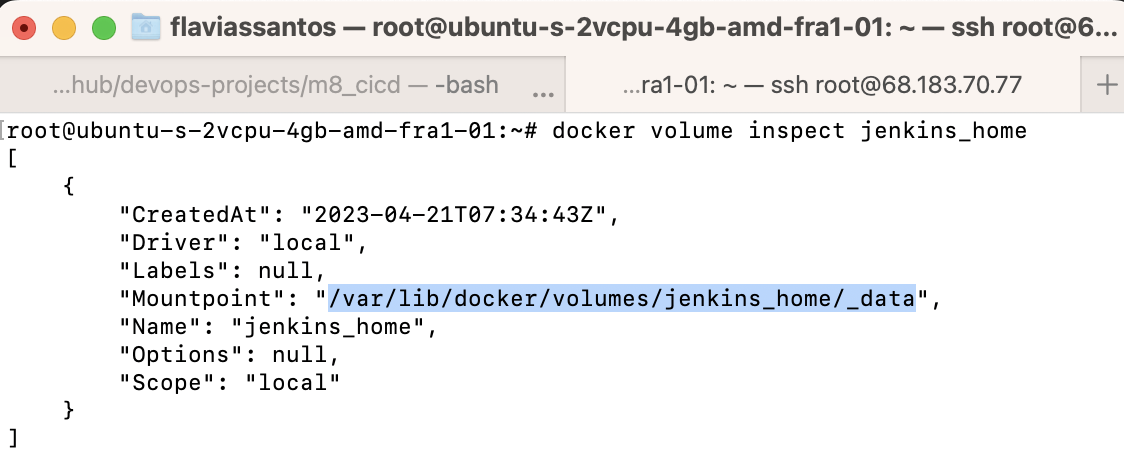 flaviassantos — root@ubuntu-s-2vcpu-4gb-amd-fra1-01: ~ — ssh root@6...
...hub/devops-projects/m8_cicd — -bash ...
...ra1-01: ~ — ssh root@68.183.70.77 +
[root@ubuntu-s-2vcpu-4gb-amd-fra1-01:~# docker volume inspect jenkins_home
[
    {
        "CreatedAt": "2023-04-21T07:34:43Z",
        "Driver": "local",
        "Labels": null,
        "Mountpoint": "/var/lib/docker/volumes/jenkins_home/_data",
        "Name": "jenkins_home",
        "Options": null,
        "Scope": "local"
    }
]